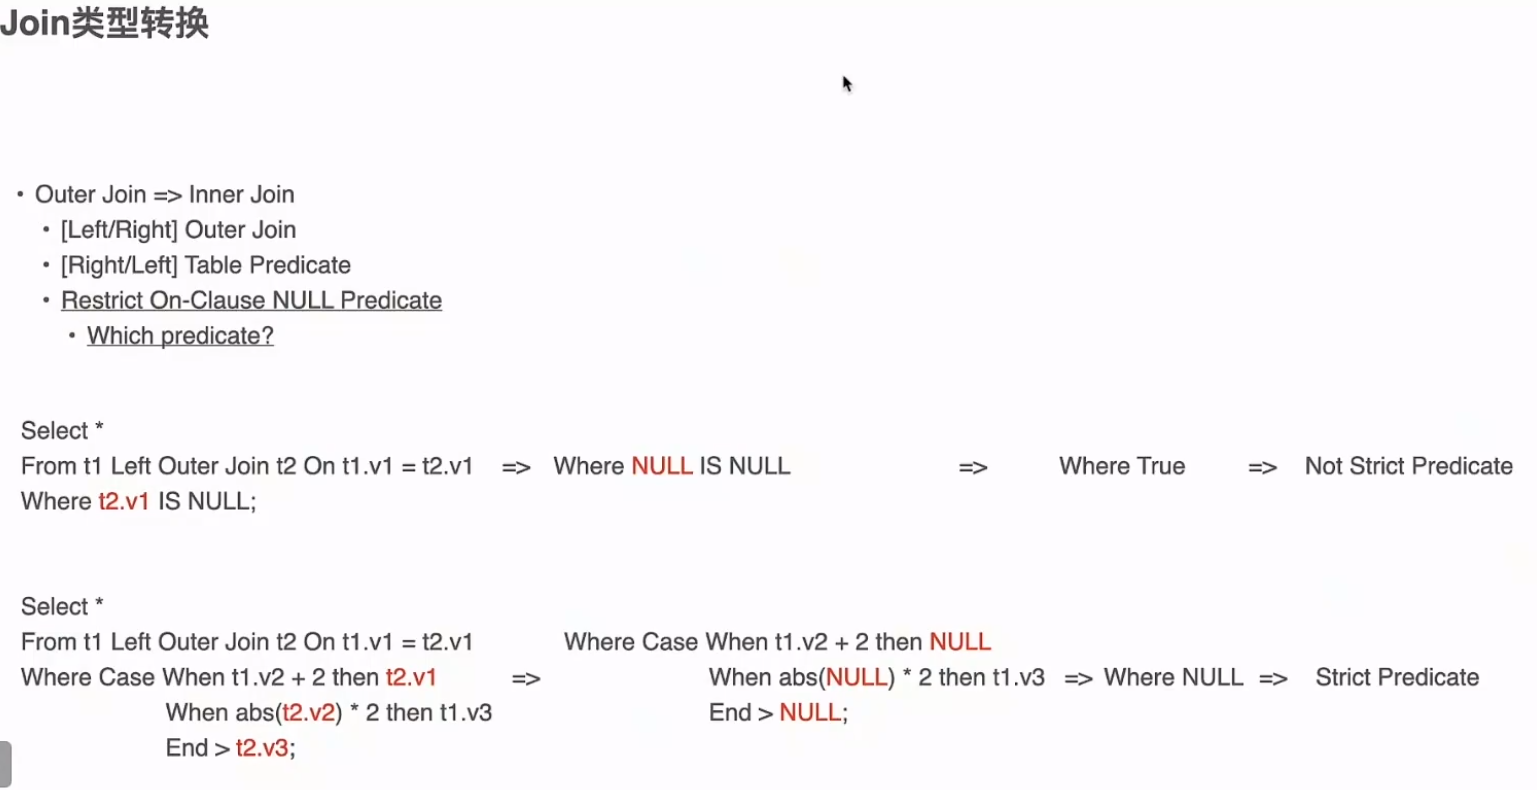 Join类型转换
• Outer Join => Inner Join
• [Left/Right] Outer Join
• [Right/Left] Table Predicate
• Restrict On-Clause NULL Predicate
• Which predicate?
Select *
From t1 Left Outer Join t2 On t1.v1 = t2.v1 => Where NULL IS NULL => Where True => Not Strict Predicate
Where t2.v1 IS NULL;
Select *
From t1 Left Outer Join t2 On t1.v1 = t2.v1 Where Case When t1.v2 + 2 then NULL
Where Case When t1.v2 + 2 then t2.v1 => When abs(NULL) * 2 then t1.v3 => Where NULL => Strict Predicate
When abs(t2.v2) * 2 then t1.v3 End > NULL;
End > t2.v3;